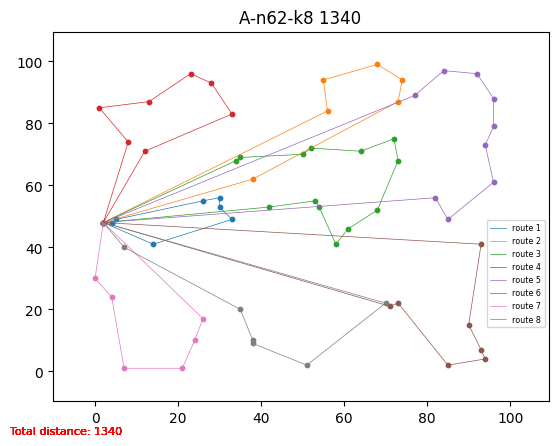 A-n62-k8 1340
100
80
60
40
20
0
route 1
route 2
route 3
route 4
route 5
route 6
route 7
route 8
0 20 40 60 80 100
Total distance: 1340